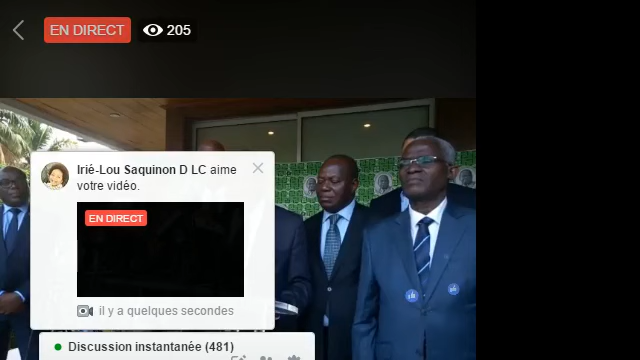 EN DIRECT
205
Irié-Lou Saquinon D LC aime
votre vidéo.
EN DIRECT
il y a quelques secondes
Discussion instantanée (481)